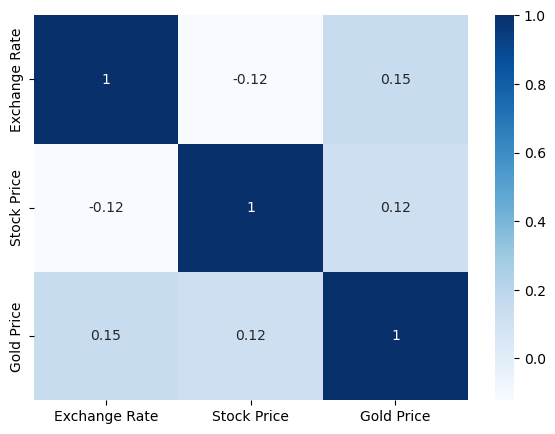 Exchange Rate
1
-0.12
0.15
Stock Price
-0.12
1
0.12
Gold Price
0.15
0.12
1
Exchange Rate
Stock Price
Gold Price
1.0
0.8
0.6
0.4
0.2
0.0